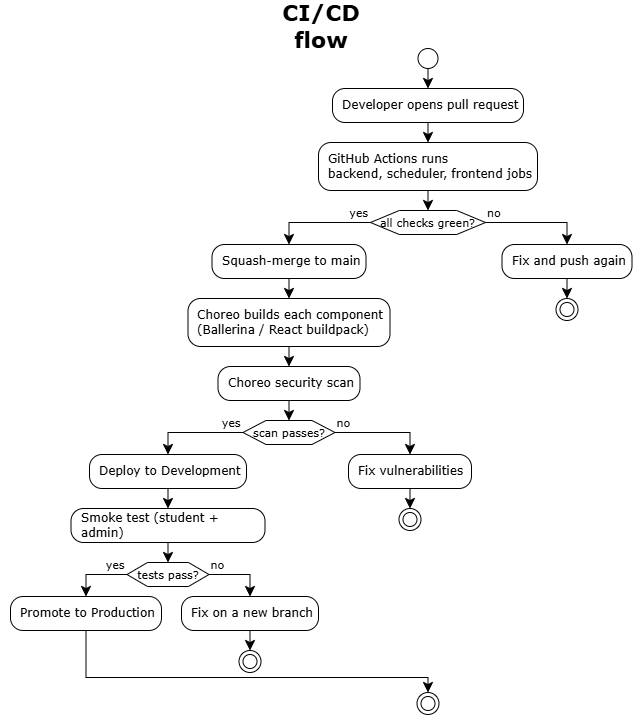 CI/CD
flow
Developer opens pull request
GitHub Actions runs
backend, scheduler, frontend jobs
yes
all checks green?
no
Squash-merge to main
Fix and push again
Choreo builds each component
(Ballerina / React buildpack)
Choreo security scan
yes
scan passes?
no
Deploy to Development
Fix vulnerabilities
Smoke test (student +
admin)
yes
tests pass?
no
Promote to Production
Fix on a new branch